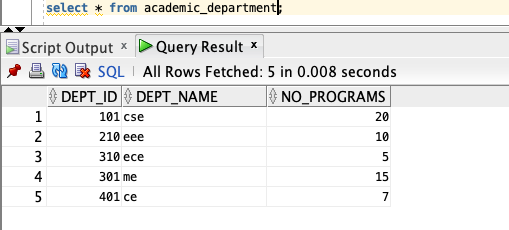 select * from academic_department;
Script Output × Query Result ×
SQL | All Rows Fetched: 5 in 0.008 seconds
DEPT_ID DEPT_NAME NO_PROGRAMS
1 101 cse 20
2 210 eee 10
3 310 ece 5
4 301 me 15
5 401 ce 7